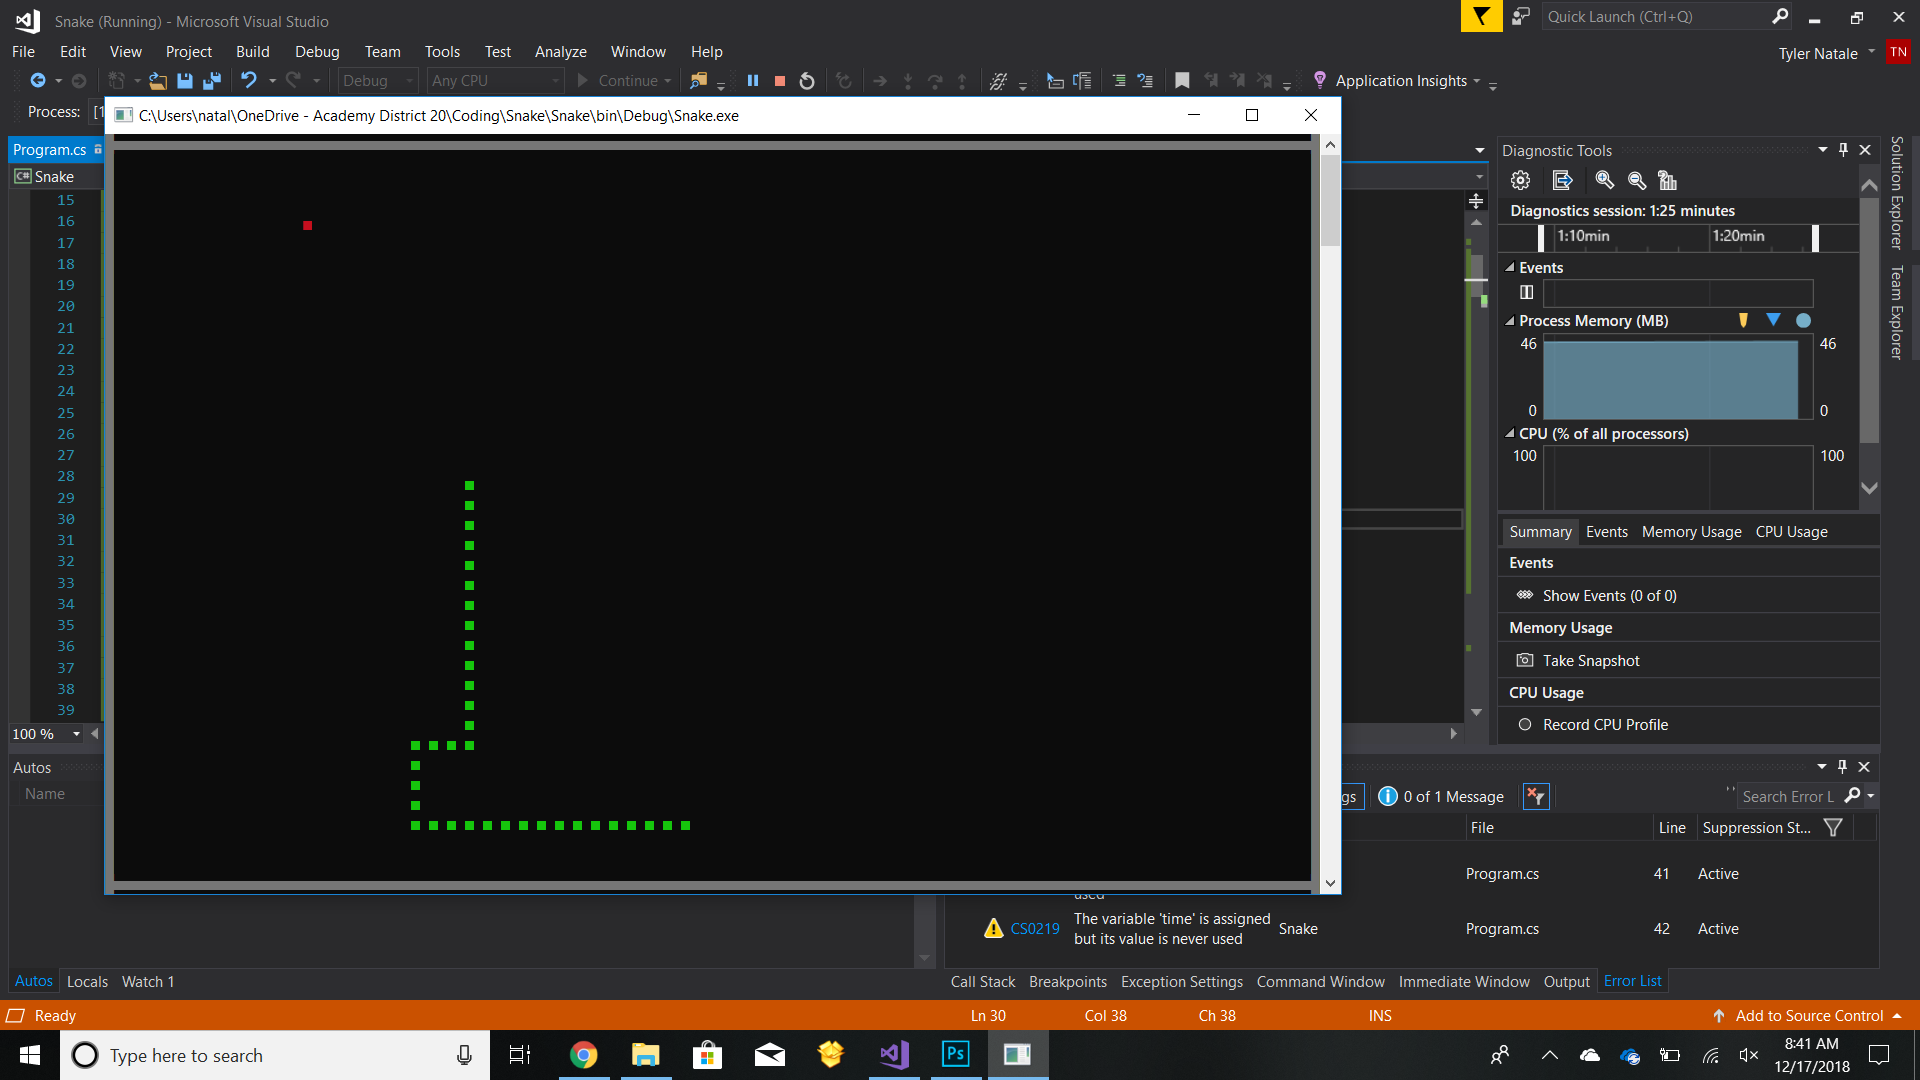 Snake (Running) - Microsoft Visual Studio
Quick Launch (Ctrl+Q)
File Edit View Project Build Debug Team Tools Test Analyze Window Help
Tyler Natale TN
Debug Any CPU Continue Application Insights
Process: [1
C:\Users\natal\OneDrive - Academy District 20\Coding\Snake\Snake\bin\Debug\Snake.exe
Program.cs
C# Snake
15
16
17
18
19
20
21
22
23
24
25
26
27
28
29
30
31
32
33
34
35
36
37
38
39
100 %
Diagnostic Tools
Diagnostics session: 1:25 minutes
1:10min 1:20min
Events
Process Memory (MB)
46 46
0 0
CPU (% of all processors)
100 100
Summary Events Memory Usage CPU Usage
Events
Show Events (0 of 0)
Memory Usage
Take Snapshot
CPU Usage
Record CPU Profile
Solution Explorer
Team Explorer
Autos
Name
gs 0 of 1 Message Search Error L
File Line Suppression St...
Program.cs 41 Active
used
CS0219 The variable 'time' is assigned but its value is never used Snake Program.cs 42 Active
Autos Locals Watch 1
Call Stack Breakpoints Exception Settings Command Window Immediate Window Output Error List
Ready Ln 30 Col 38 Ch 38 INS Add to Source Control
Type here to search
Ps
8:41 AM
12/17/2018